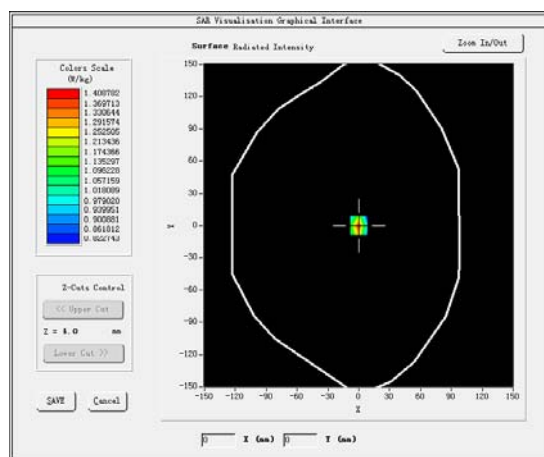 SAR Visualisation Graphical Interface
Surface Radiated Intensity
Zoom In/Out
Colors Scale
(W/kg)
1.408782
1.369713
1.330644
1.291574
1.252505
1.213436
1.174366
1.135297
1.096228
1.057159
1.018089
0.979020
0.939951
0.900881
0.861812
0.822743
150
120
90
60
30
0
-30
-60
-90
-120
-150
Y
-150 -120 -90 -60 -30 0 30 60 90 120 150
X
Z-Cuts Control
<< Upper Cut
Z = 4.0 mm
Lower Cut >>
SAVE Cancel
0 X (mm) 0 Y (mm)